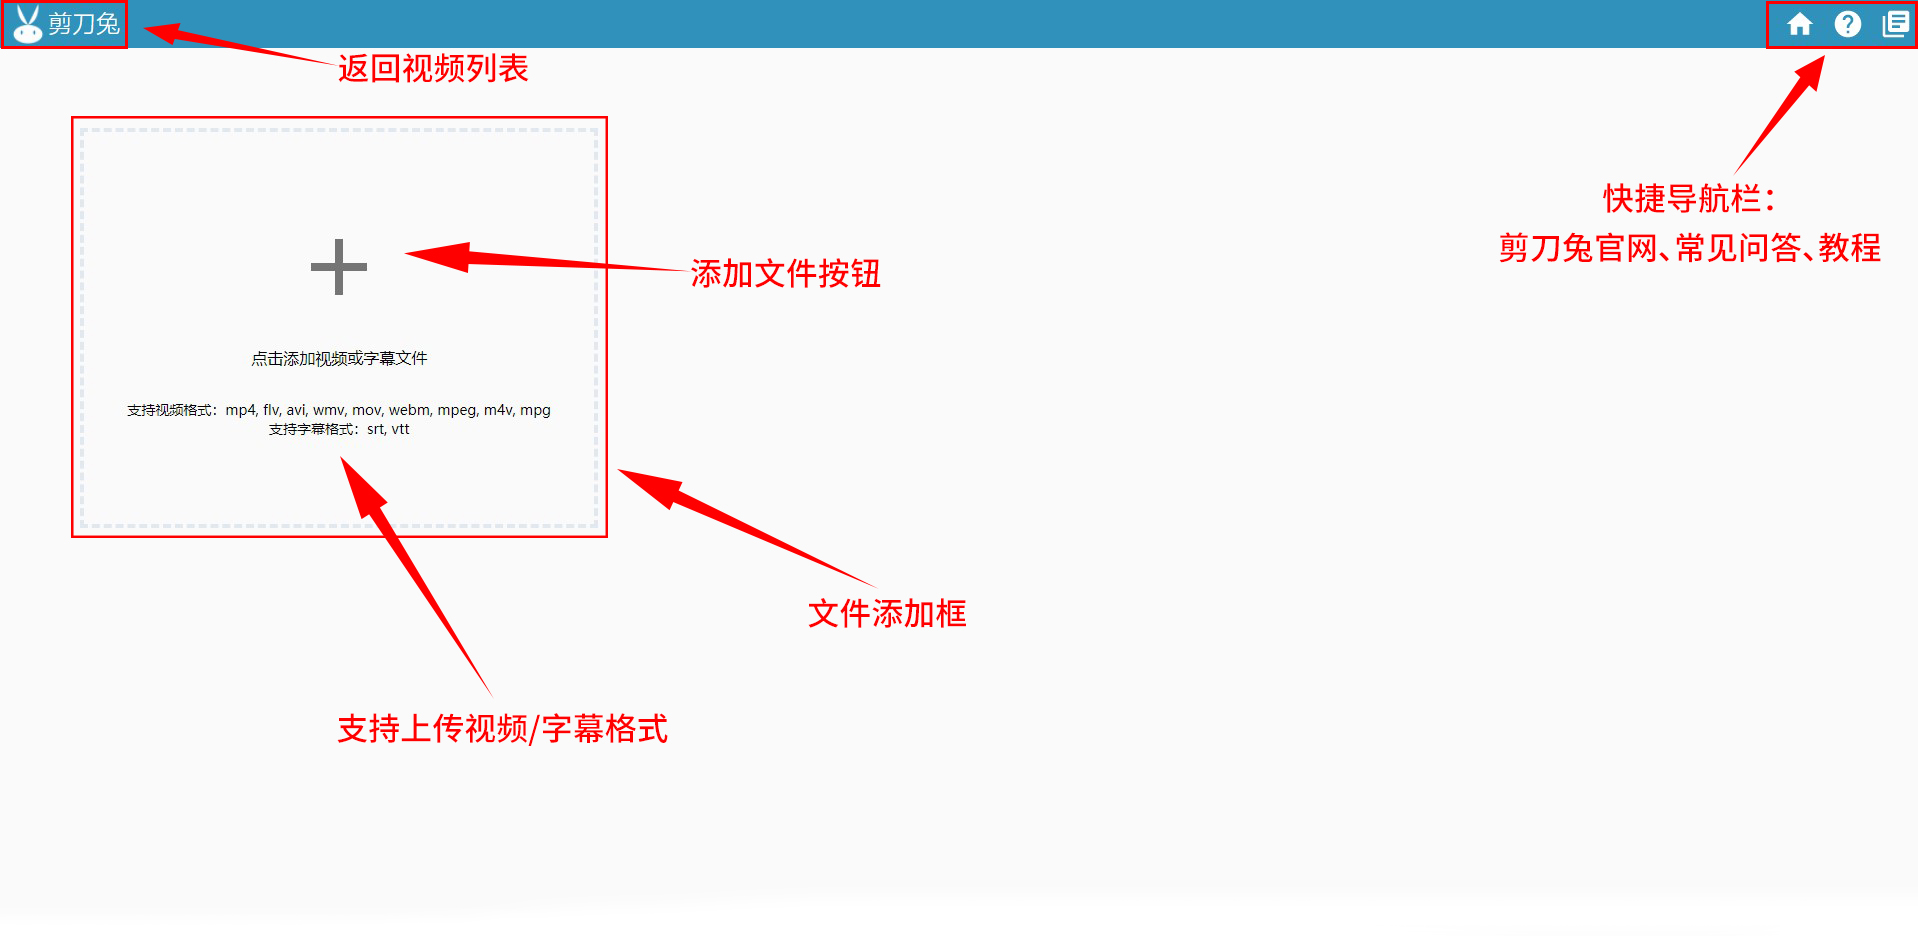 剪刀兔
返回视频列表
快捷导航栏：
剪刀兔官网、常见问答、教程
添加文件按钮
点击添加视频或字幕文件
支持视频格式：mp4, flv, avi, wmv, mov, webm, mpeg, m4v, mpg
支持字幕格式：srt, vtt
文件添加框
支持上传视频/字幕格式